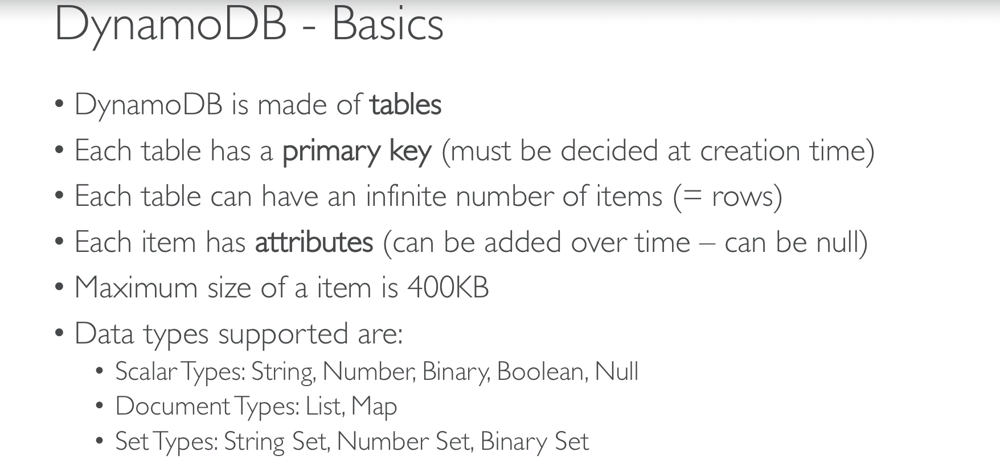 DynamoDB - Basics
• DynamoDB is made of tables
• Each table has a primary key (must be decided at creation time)
• Each table can have an infinite number of items (= rows)
• Each item has attributes (can be added over time – can be null)
• Maximum size of a item is 400KB
• Data types supported are:
• Scalar Types: String, Number, Binary, Boolean, Null
• Document Types: List, Map
• Set Types: String Set, Number Set, Binary Set